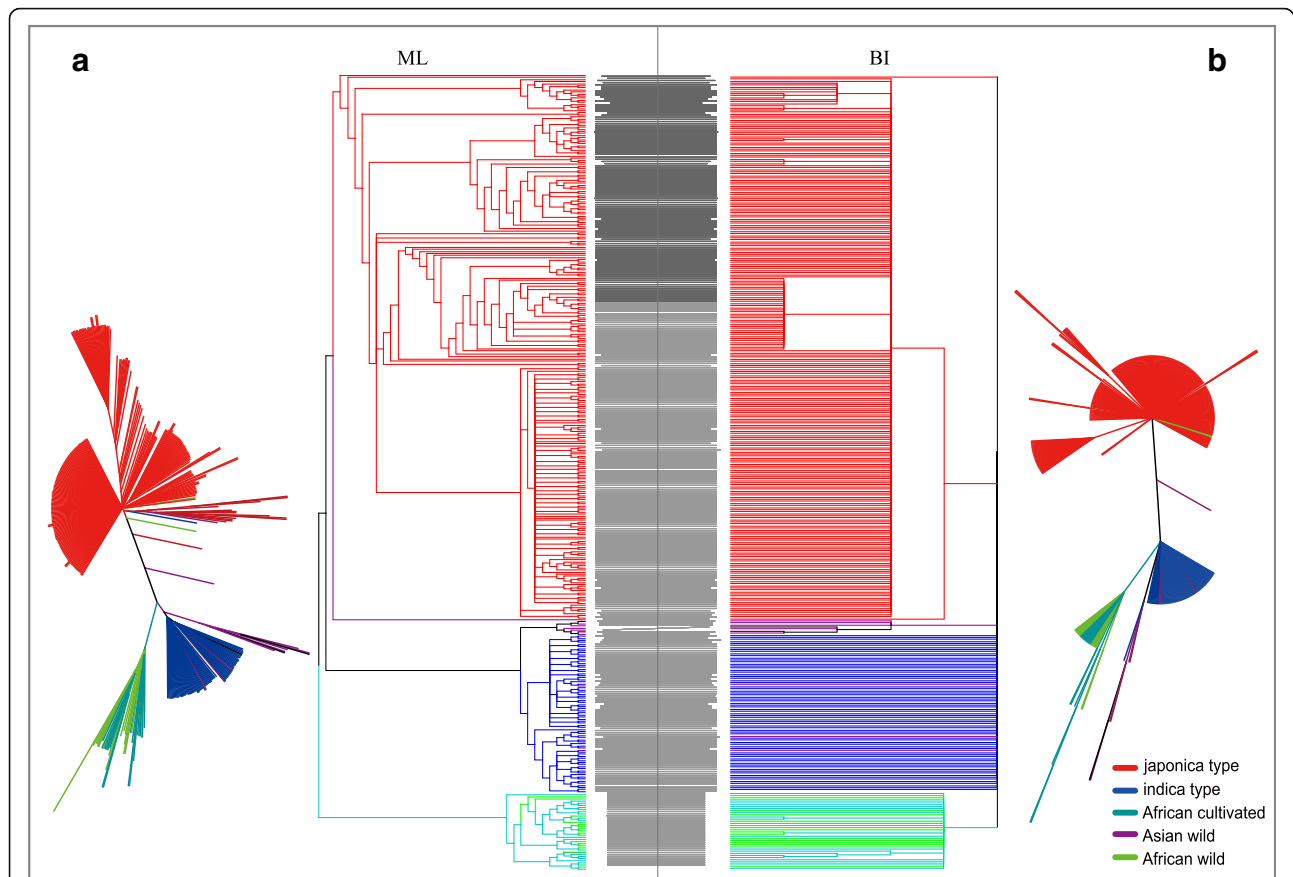 a
ML
BI
b
japonica type
indica type
African cultivated
Asian wild
African wild